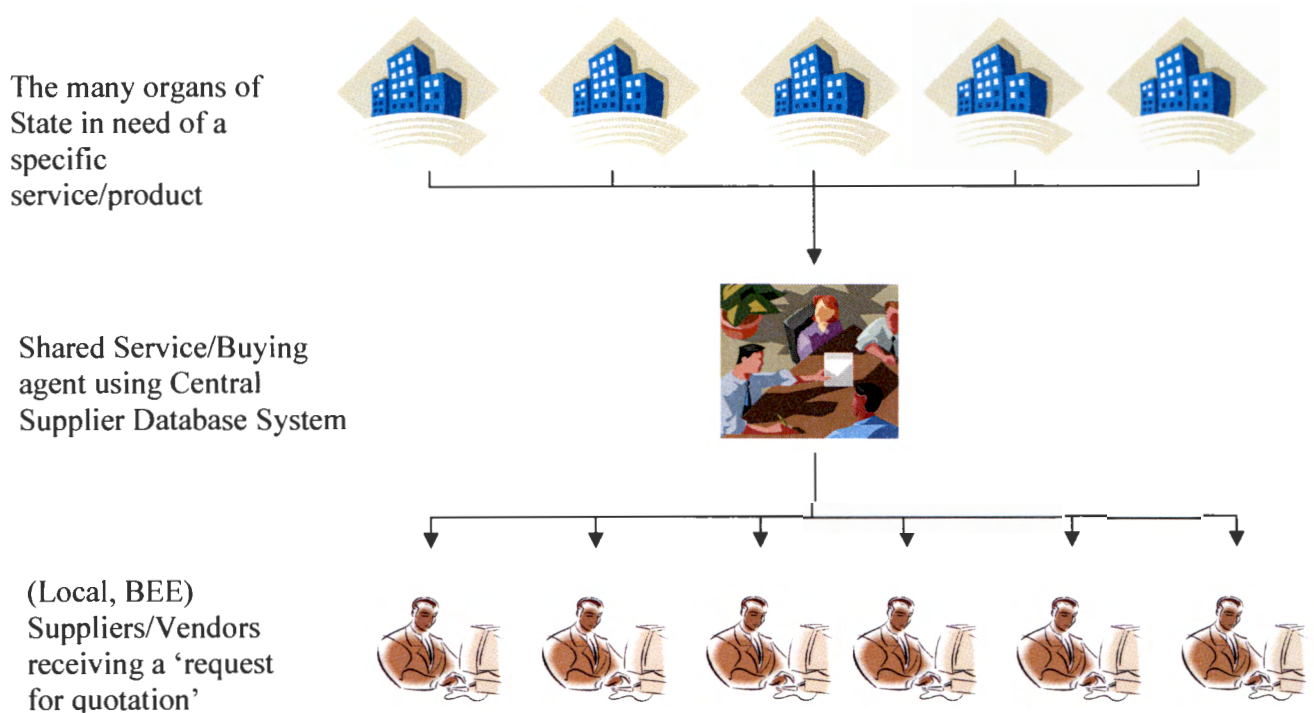 The many organs of
State in need of a
specific
service/product
Shared Service/Buying
agent using Central
Supplier Database System
(Local, BEE)
Suppliers/Vendors
receiving a ‘request
for quotation’